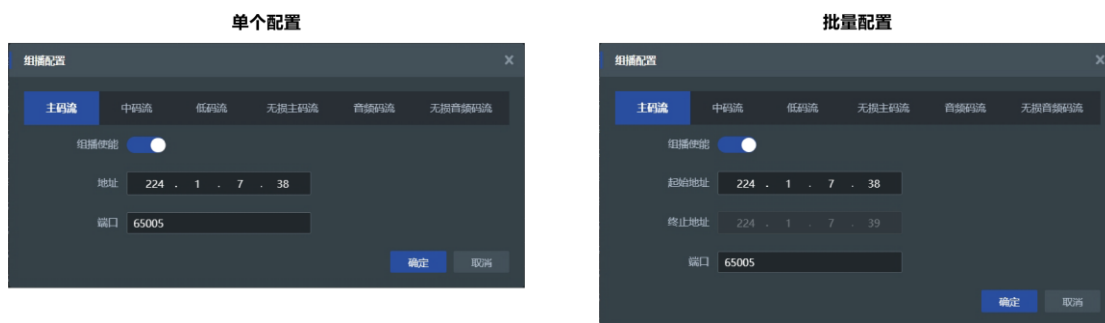 单个配置
组播配置
主码流 中码流 低码流 无损主码流 音频码流 无损音频码流
组播使能
地址 224 . 1 . 7 . 38
端口 65005
确定 取消
批量配置
组播配置
主码流 中码流 低码流 无损主码流 音频码流 无损音频码流
组播使能
起始地址 224 . 1 . 7 . 38
终止地址 224 . 1 . 7 . 39
端口 65005
确定 取消